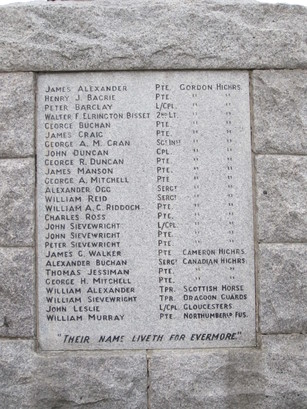 JAMES ALEXANDER PTE. GORDON HIGHRS.
HENRY J. BAGRIE PTE. " "
PETER BARCLAY L/CPL. " "
WALTER F. ELRINGTON BISSET 2ND LT. " "
GEORGE BUCHAN PTE. " "
JAMES CRAIG PTE. " "
GEORGE A. M. CRAN " "
JOHN DUNCAN CPL. " "
GEORGE R. DUNCAN PTE. " "
JAMES MANSON PTE. " "
GEORGE A. MITCHELL PTE. " "
ALEXANDER OGG SERGT " "
WILLIAM REID SERGT " "
WILLIAM A. C. RIDDOCH PTE. " "
CHARLES ROSS PTE. " "
JOHN SIEVEWRIGHT L/CPL. " "
JOHN SIEVEWRIGHT PTE. " "
PETER SIEVEWRIGHT PTE. " "
JAMES G. WALKER PTE. CAMERON HIGHRS.
ALEXANDER BUCHAN SERGT CANADIAN HIGHRS.
THOMAS JESSIMAN PTE. " "
GEORGE H. MITCHELL PTE. " "
WILLIAM ALEXANDER TPR. SCOTTISH HORSE
WILLIAM SIEVEWRIGHT TPR. DRAGOON GUARDS
JOHN LESLIE L/CPL. GLOUCESTERS
WILLIAM MURRAY PTE. NORTHUMBERLD FUS.
"THEIR NAME LIVETH FOR EVERMORE."